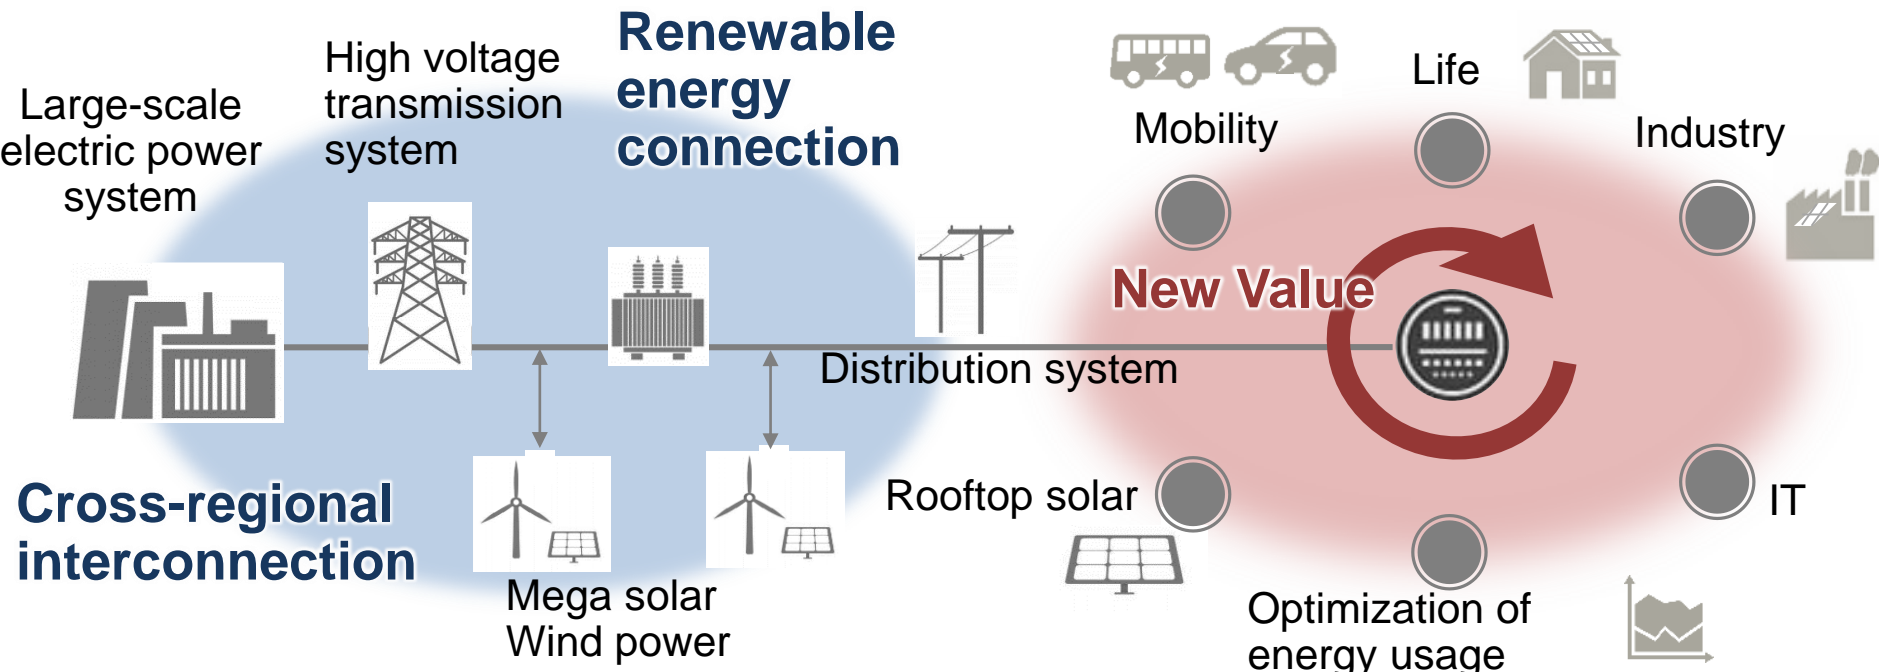 Large-scale
electric power
system
High voltage
transmission
system
Renewable
energy
connection
Mobility
Life
Industry
New Value
Distribution system
Cross-regional
interconnection
Mega solar
Wind power
Rooftop solar
IT
Optimization of
energy usage